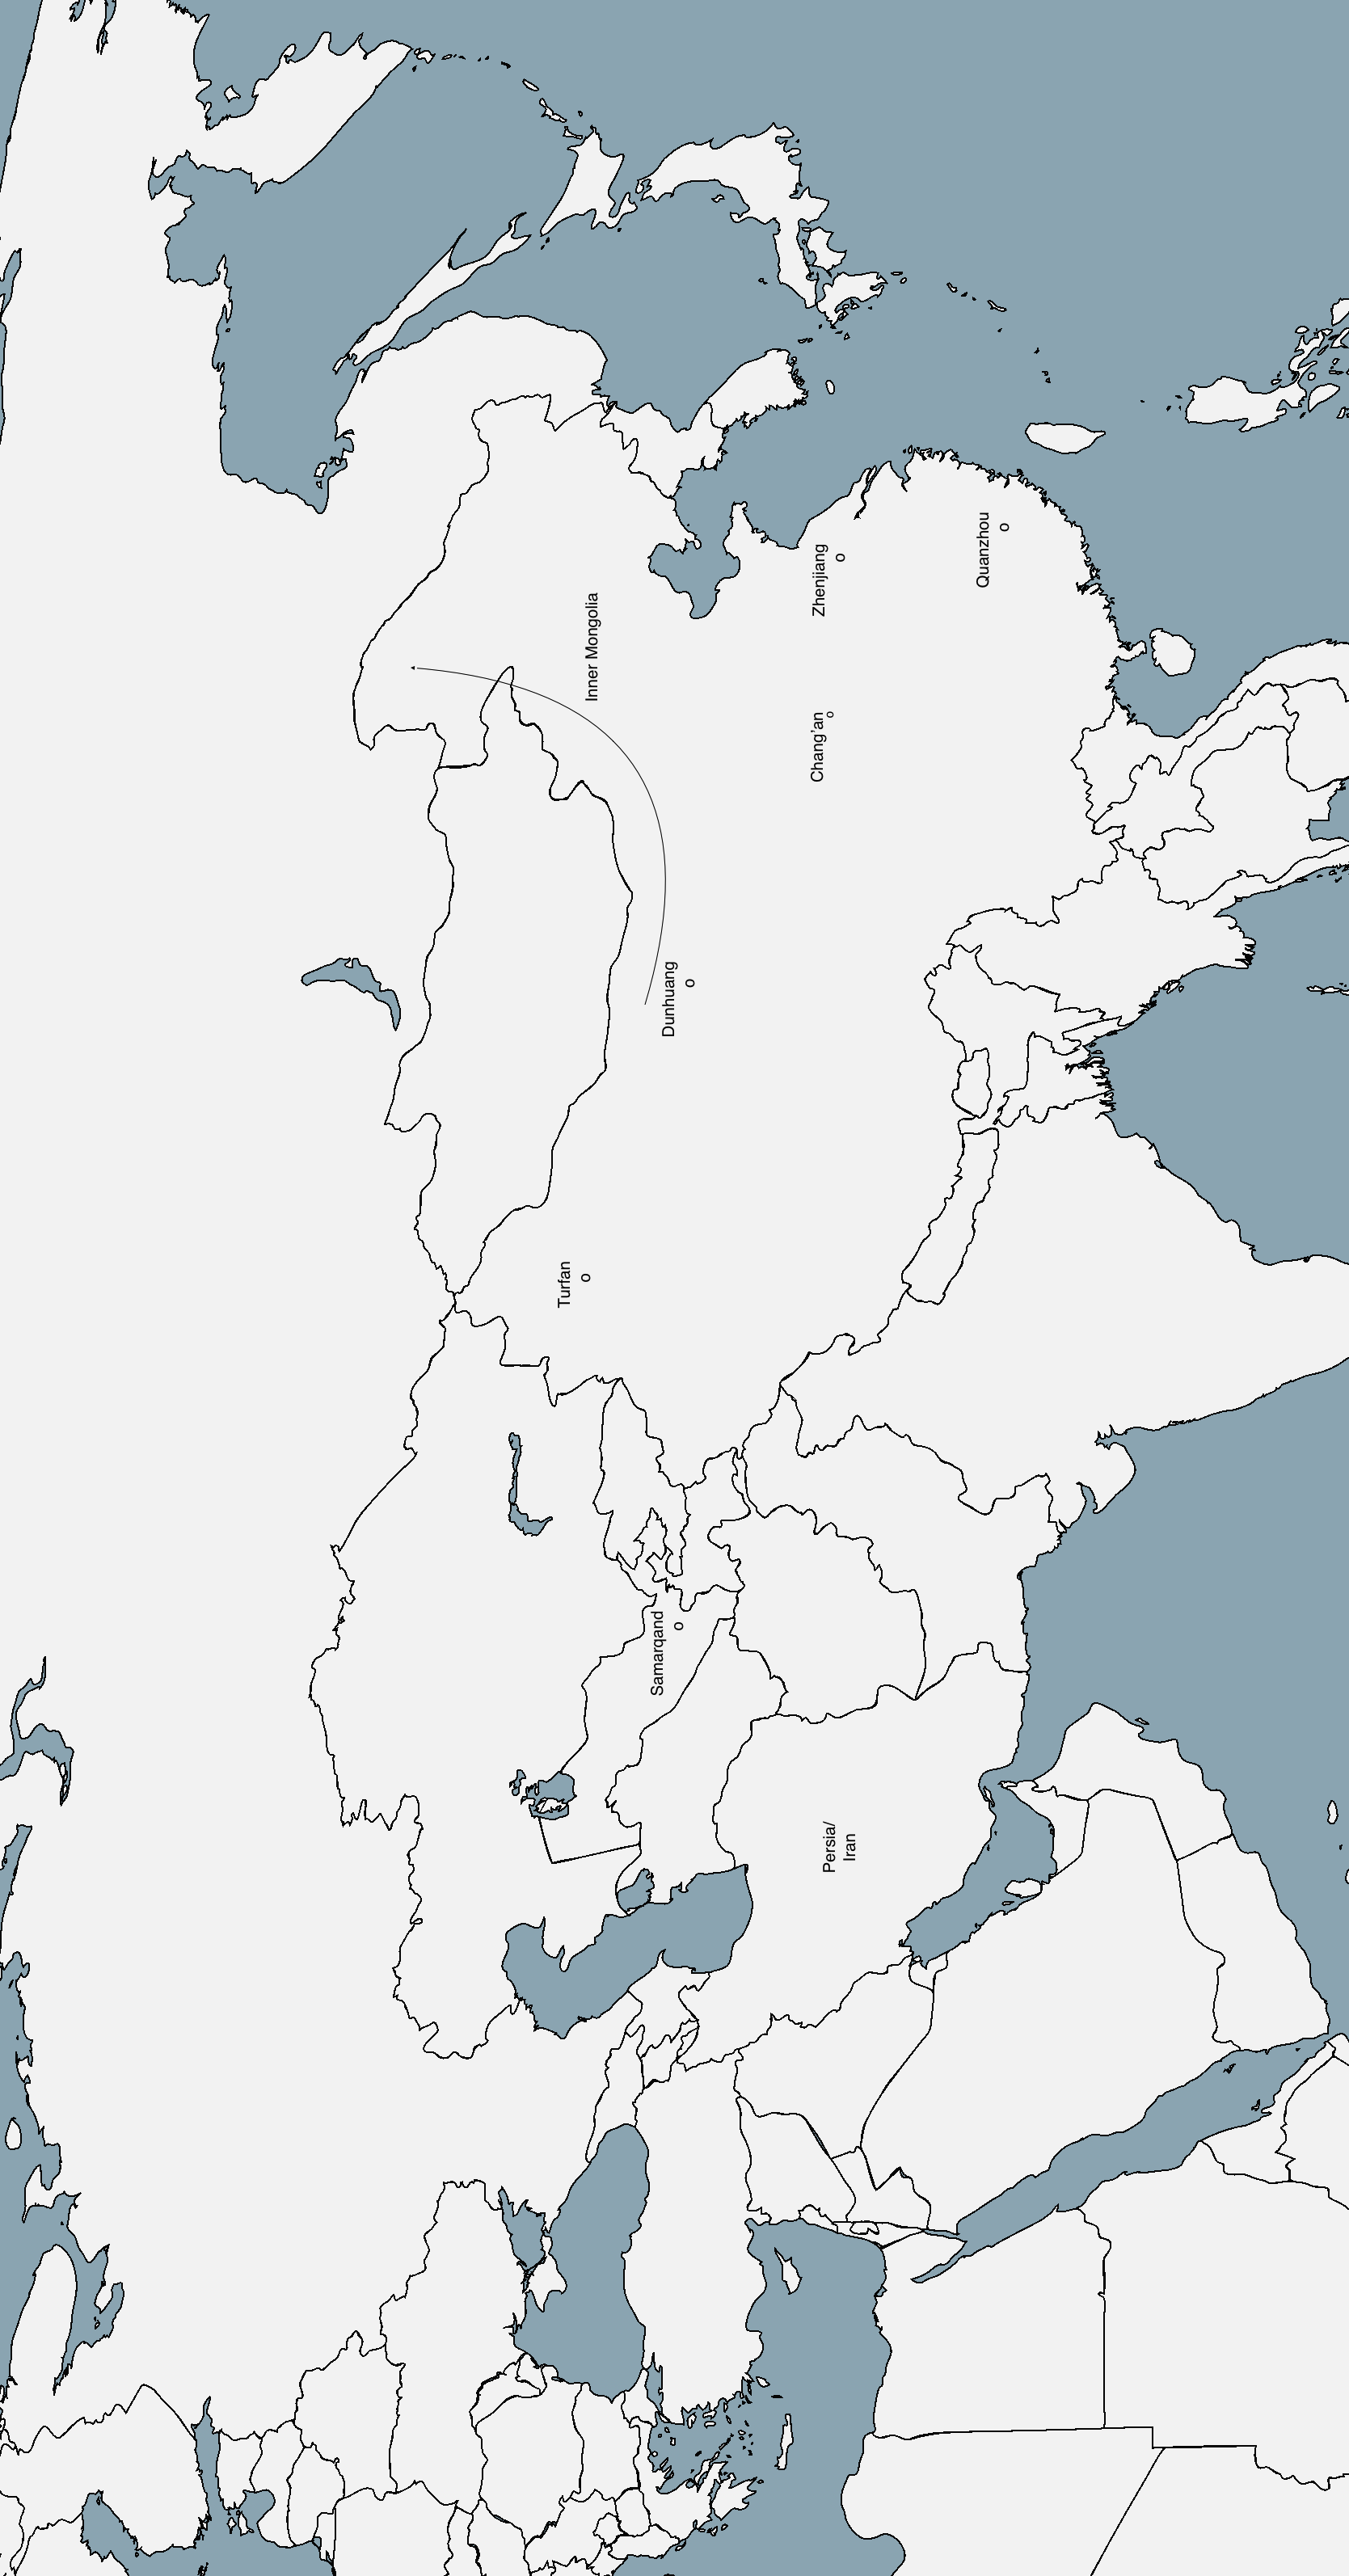 Inner Mongolia
Turfan
Dunhuang
Samarqand
Zhenjiang
Chang'an
Persia/
Iran
Quanzhou